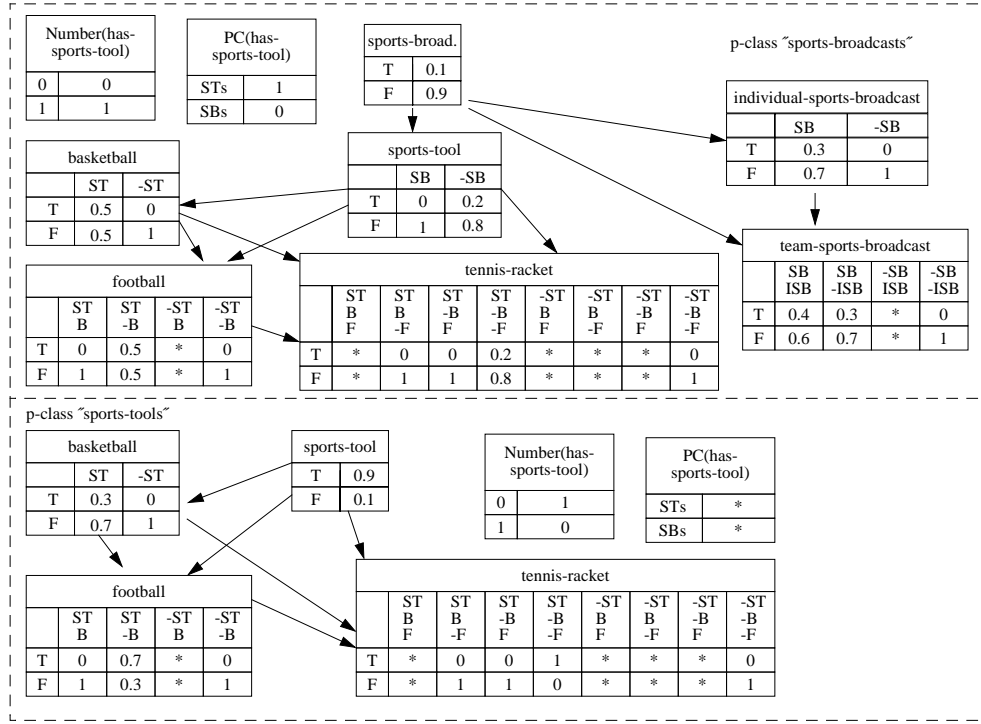 Number(has-
sports-tool)
0 0
1 1
PC(has-
sports-tool)
STs 1
SBs 0
sports-broad.
T 0.1
F 0.9
p-class ˝sports-broadcasts˝
individual-sports-broadcast
SB -SB
T 0.3 0
F 0.7 1
basketball
ST -ST
T 0.5 0
F 0.5 1
sports-tool
SB -SB
T 0 0.2
F 1 0.8
team-sports-broadcast
SB SB -SB -SB
ISB -ISB ISB -ISB
T 0.4 0.3 * 0
F 0.6 0.7 * 1
football
ST ST -ST -ST
B -B B -B
T 0 0.5 * 0
F 1 0.5 * 1
tennis-racket
ST ST ST ST -ST -ST -ST -ST
B B -B -B B B -B -B
F -F F -F F F F -F
T * 0 0 0.2 * * * 0
F * 1 1 0.8 * * * 1
p-class ˝sports-tools˝
basketball
ST -ST
T 0.3 0
F 0.7 1
sports-tool
T 0.9
F 0.1
Number(has-
sports-tool)
0 1
1 0
PC(has-
sports-tool)
STs *
SBs *
football
ST ST -ST -ST
B -B B -B
T 0 0.7 * 0
F 1 0.3 * 1
tennis-racket
ST ST ST ST -ST -ST -ST -ST
B B -B -B B B -B -B
F -F F -F F -F F -F
T * 0 0 1 * * * 0
F * 1 1 0 * * * 1